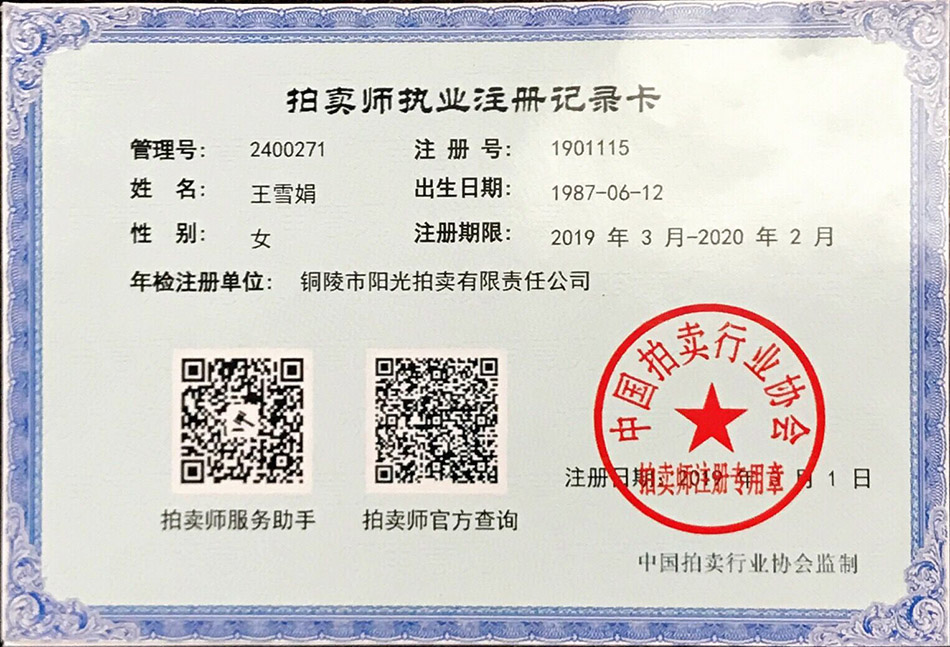 拍卖师执业注册记录卡
管理号： 2400271 注 册 号： 1901115
姓 名： 王雪娟 出生日期： 1987-06-12
性 别： 女 注册期限： 2019 年 3 月-2020 年 2 月
年检注册单位： 铜陵市阳光拍卖有限责任公司
中国拍卖行业协会
拍卖师注册专用章
注册日期：2019 年 月 1 日
拍卖师服务助手 拍卖师官方查询
中国拍卖行业协会监制